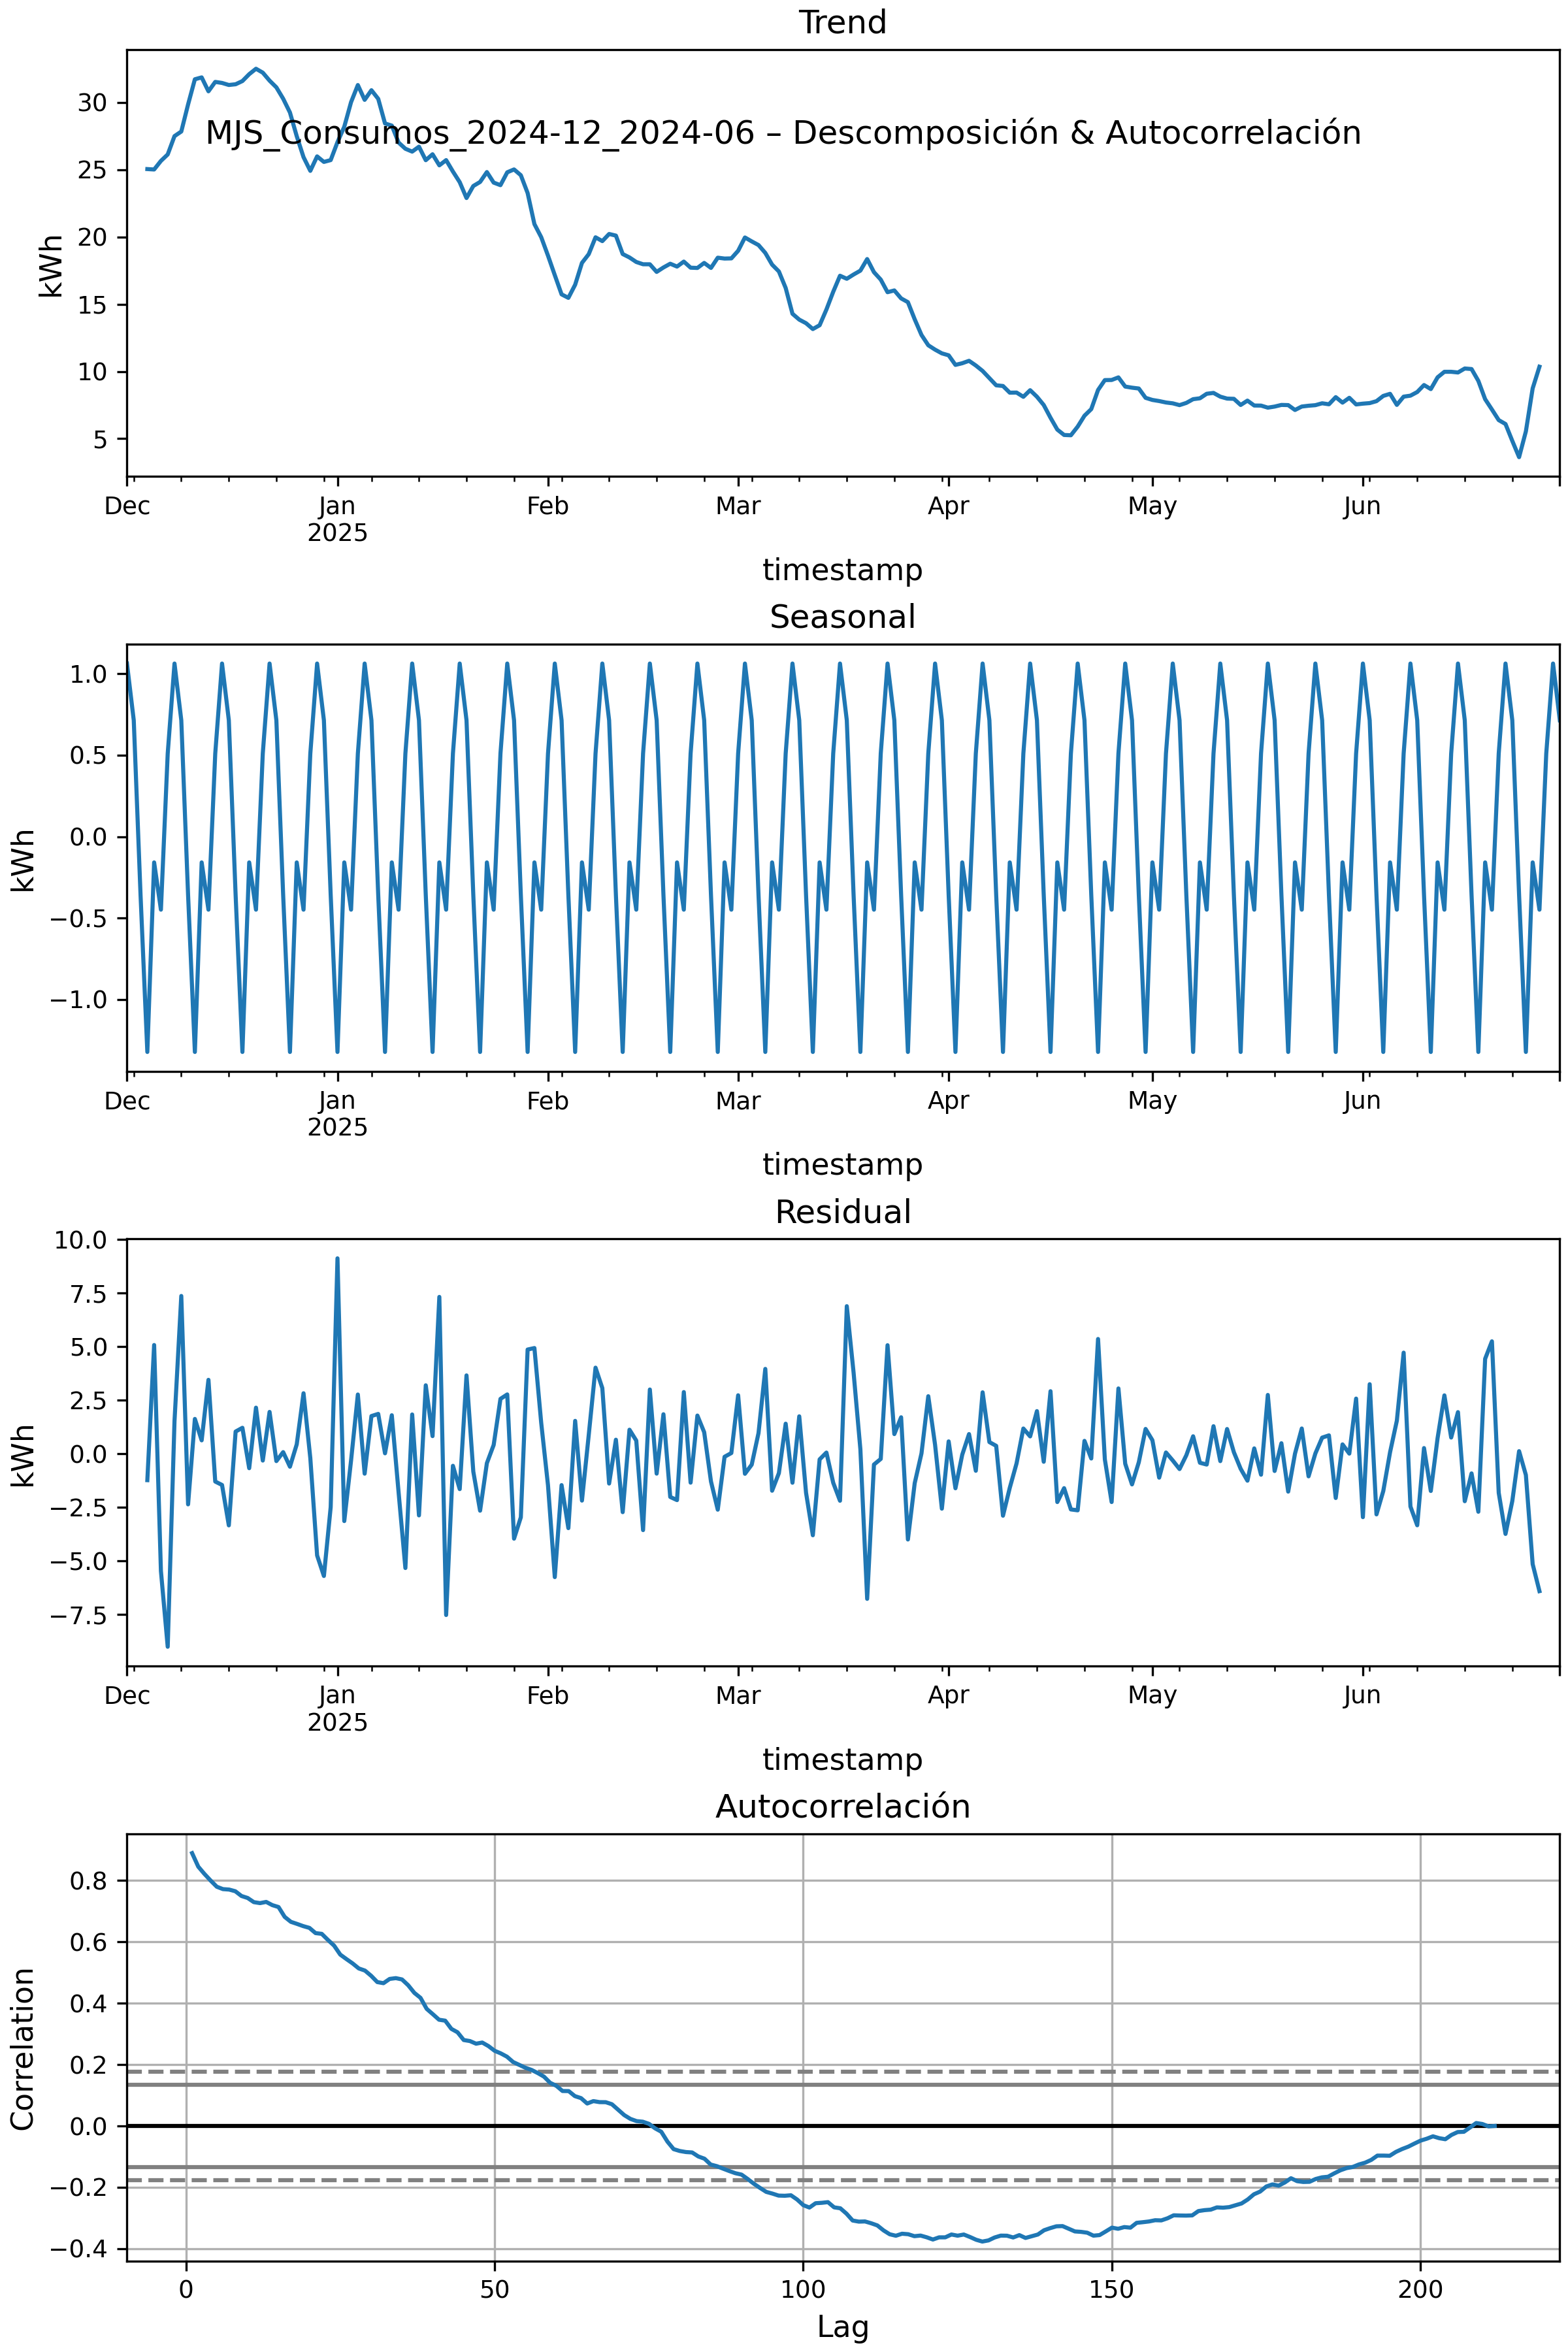 Trend
MJS_Consumos_2024-12_2024-06 – Descomposición & Autocorrelación
kWh
30
25
20
15
10
5
Dec Jan Feb Mar Apr May Jun
2025
timestamp
Seasonal
kWh
1.0
0.5
0.0
−0.5
−1.0
Dec Jan Feb Mar Apr May Jun
2025
timestamp
Residual
kWh
10.0
7.5
5.0
2.5
0.0
−2.5
−5.0
−7.5
Dec Jan Feb Mar Apr May Jun
2025
timestamp
Autocorrelación
Correlation
0.8
0.6
0.4
0.2
0.0
−0.2
−0.4
0 50 100 150 200
Lag